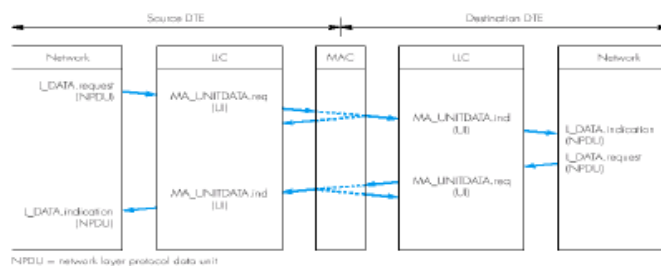 Source DTE
Destination DTE
Network
LLC
MAC
LLC
Network
L_DATA.request
(NPDU)
MA_UNITDATA.req
(UI)
MA_UNITDATA.ind
(UI)
L_DATA.indication
(NPDU)
L_DATA.request
(NPDU)
MA_UNITDATA.req
(UI)
MA_UNITDATA.ind
(UI)
L_DATA.indication
(NPDU)
NPDU = network layer protocol data unit